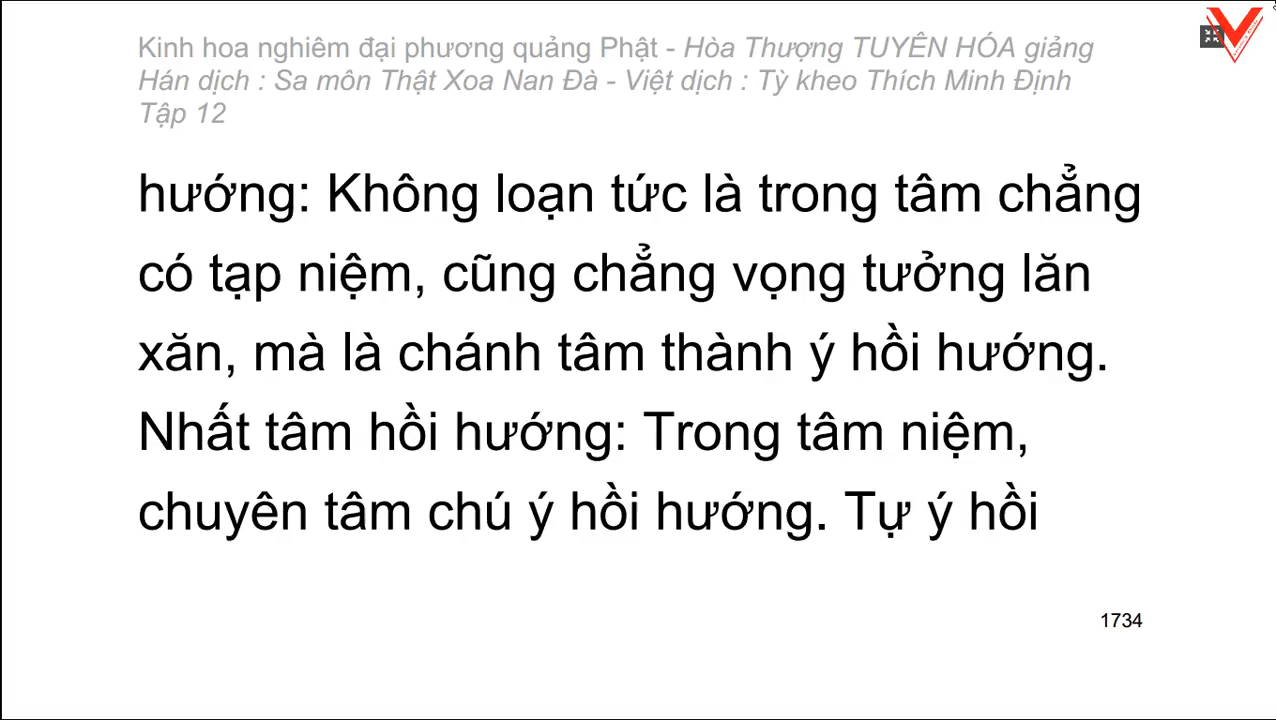 Kinh hoa nghiêm đại phương quảng Phật - Hòa Thượng TUYÊN HÓA giảng
Hán dịch : Sa môn Thật Xoa Nan Đà - Việt dịch : Tỳ kheo Thích Minh Định
Tập 12
hướng: Không loạn tức là trong tâm chẳng
có tạp niệm, cũng chẳng vọng tưởng lăn
xăn, mà là chánh tâm thành ý hồi hướng.
Nhất tâm hồi hướng: Trong tâm niệm,
chuyên tâm chú ý hồi hướng. Tự ý hồi
1734